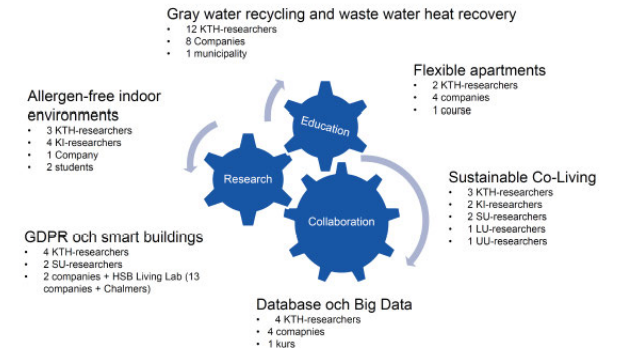 Gray water recycling and waste water heat recovery
• 12 KTH-researchers
• 8 Companies
• 1 municipality
Flexible apartments
• 2 KTH-researchers
• 4 companies
• 1 course
Allergen-free indoor
environments
• 3 KTH-researchers
• 4 KI-researchers
• 1 Company
• 2 students
Education
Research
Collaboration
Sustainable Co-Living
• 3 KTH-researchers
• 2 KI-researchers
• 2 SU-researchers
• 1 LU-researchers
• 1 UU-researchers
GDPR och smart buildings
• 4 KTH-researchers
• 2 SU-researchers
• 2 companies + HSB Living Lab (13
companies + Chalmers)
Database och Big Data
• 4 KTH-researchers
• 4 comapnies
• 1 kurs